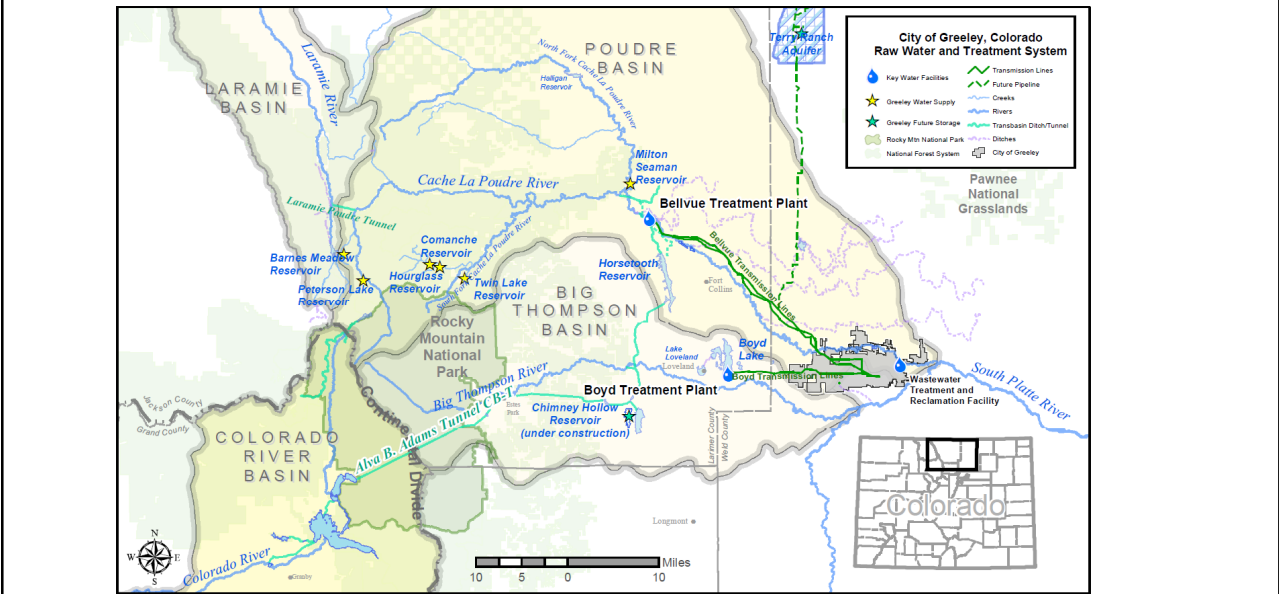 City of Greeley, Colorado
Raw Water and Treatment System
Key Water Facilities
Greeley Water Supply
Greeley Future Storage
Rocky Mtn National Park
National Forest System
Transmission Lines
Future Pipeline
Creeks
Rivers
Transbasin Ditch/Tunnel
Ditches
City of Greeley
Terry Ranch
Aquifer
POUDRE
BASIN
LARAMIE
BASIN
Laramie River
North Fork Cache La Poudre River
Halligan
Reservoir
Milton
Seaman
Reservoir
Cache La Poudre River
Bellvue Treatment Plant
Pawnee
National
Grasslands
Laramie Poudre Tunnel
Barnes Meadow
Reservoir
Peterson Lake
Reservoir
Comanche
Reservoir
Hourglass
Reservoir
South Fork Cache La Poudre River
Twin Lake
Reservoir
Horsetooth
Reservoir
Fort
Collins
Bellvue Transmission Lines
BIG
THOMPSON
BASIN
Rocky
Mountain
National
Park
Lake
Loveland
Loveland
Boyd
Lake
Boyd Transmission Lines
Boyd Treatment Plant
Wastewater
Treatment and
Reclamation Facility
South Platte River
Big Thompson River
Estes
Park
Chimney Hollow
Reservoir
(under construction)
Alva B. Adams Tunnel CB-T
Continental Divide
Jackson County
Grand County
Larimer County
Weld County
COLORADO
RIVER
BASIN
Colorado River
Granby
Longmont
Colorado
N
W
E
S
10
5
0
10
Miles